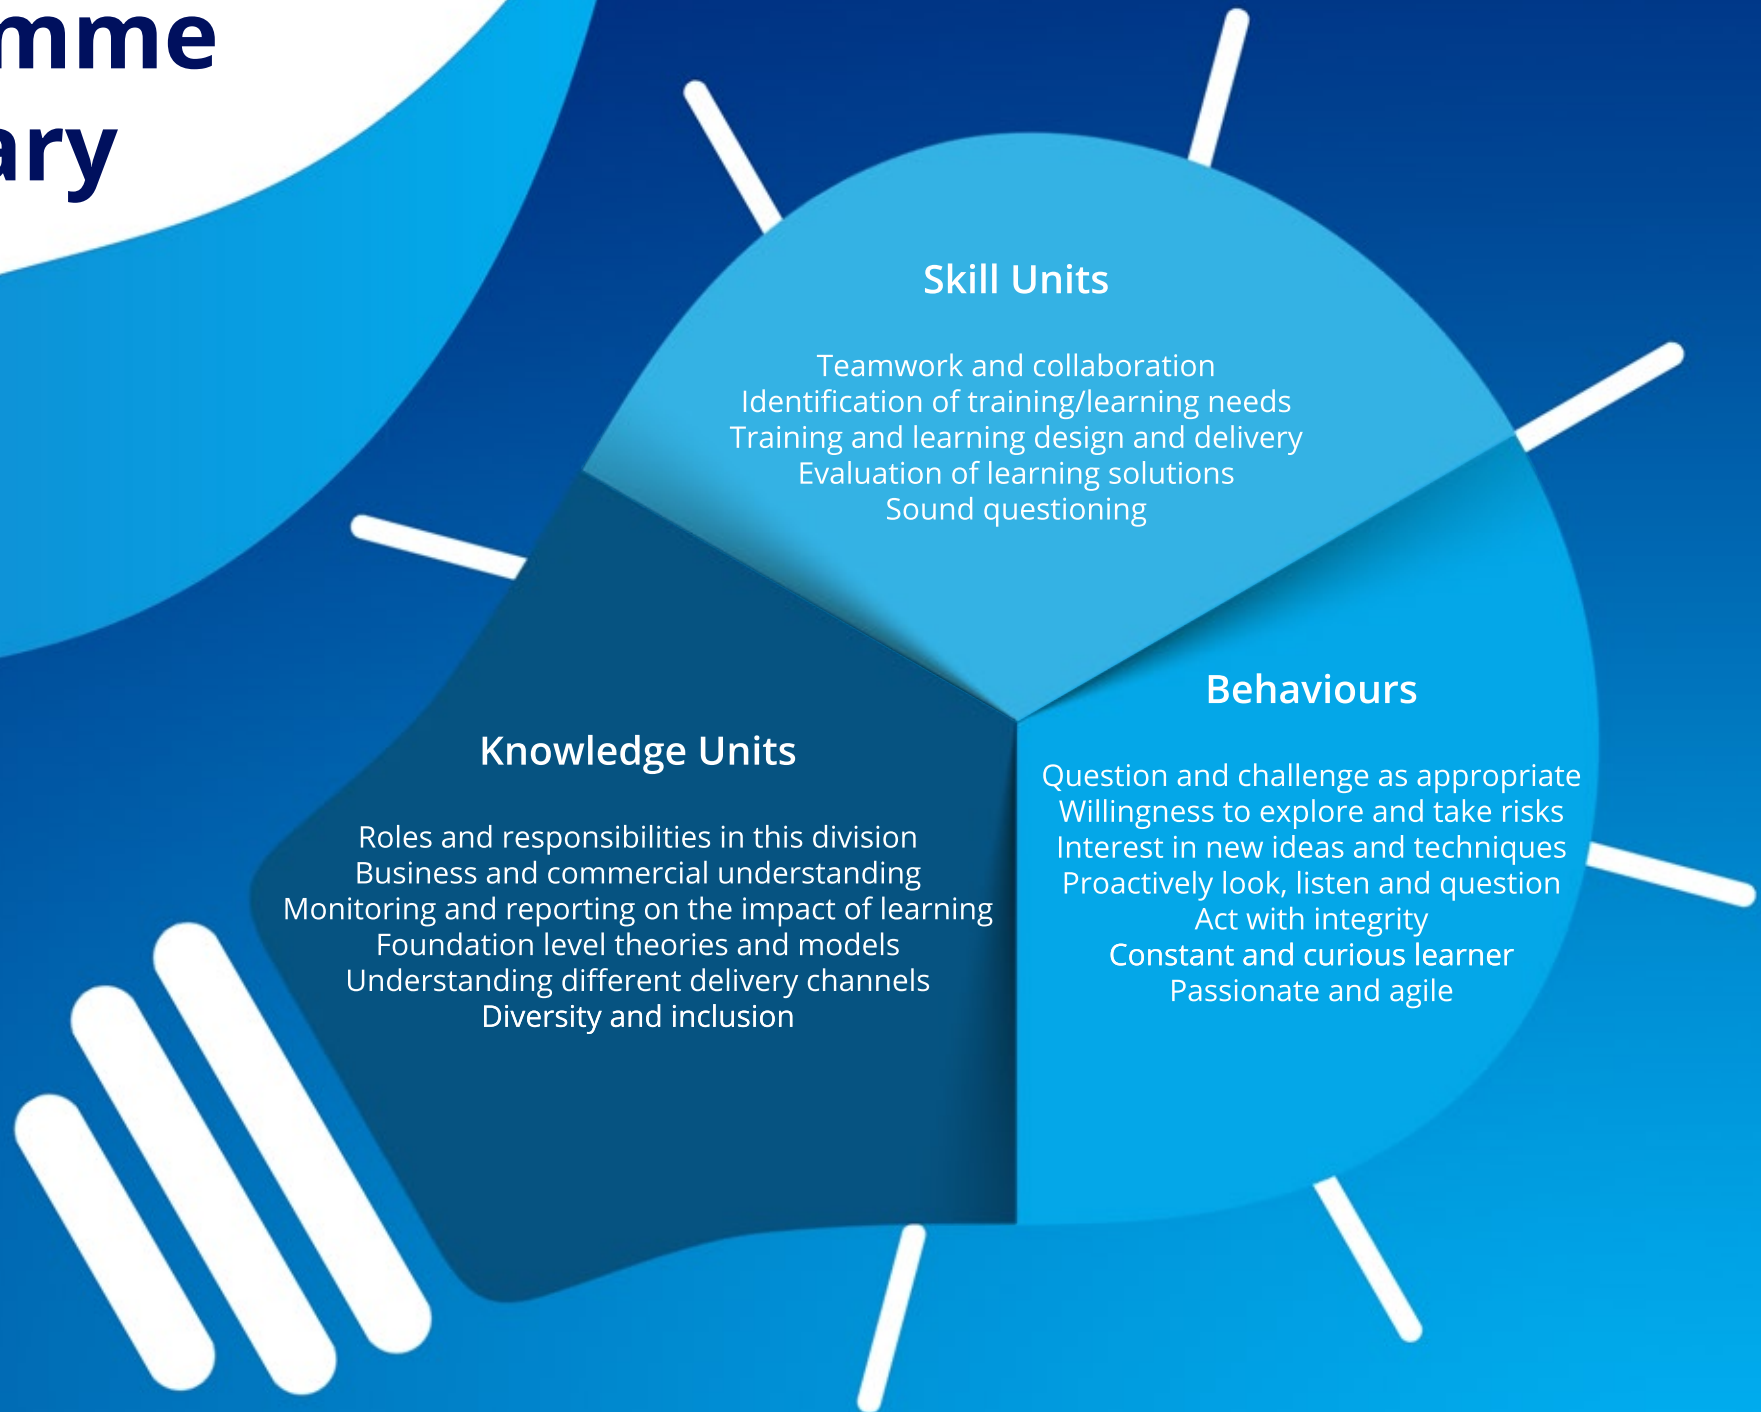 mme
ary
Skill Units
Teamwork and collaboration
Identification of training/learning needs
Training and learning design and delivery
Evaluation of learning solutions
Sound questioning
Knowledge Units
Roles and responsibilities in this division
Business and commercial understanding
Monitoring and reporting on the impact of learning
Foundation level theories and models
Understanding different delivery channels
Diversity and inclusion
Behaviours
Question and challenge as appropriate
Willingness to explore and take risks
Interest in new ideas and techniques
Proactively look, listen and question
Act with integrity
Constant and curious learner
Passionate and agile